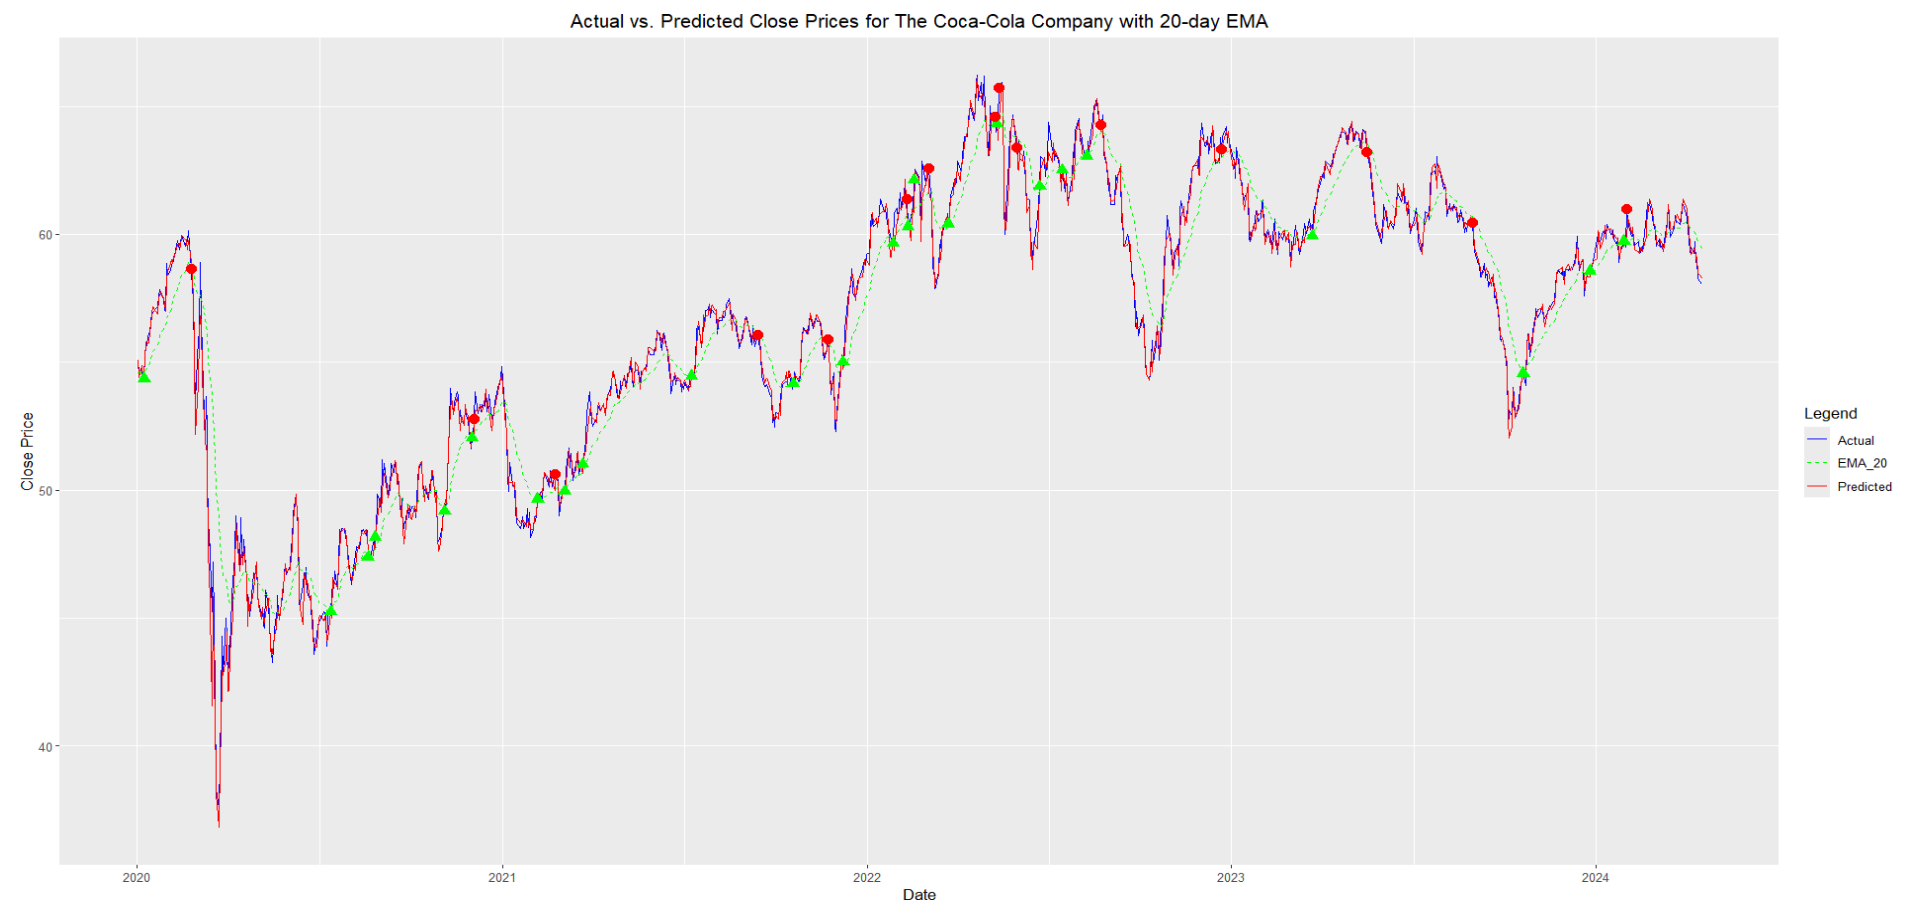 Actual vs. Predicted Close Prices for The Coca-Cola Company with 20-day EMA
Close Price
60
50
40
2020
2021
2022
2023
2024
Date
Legend
Actual
EMA_20
Predicted